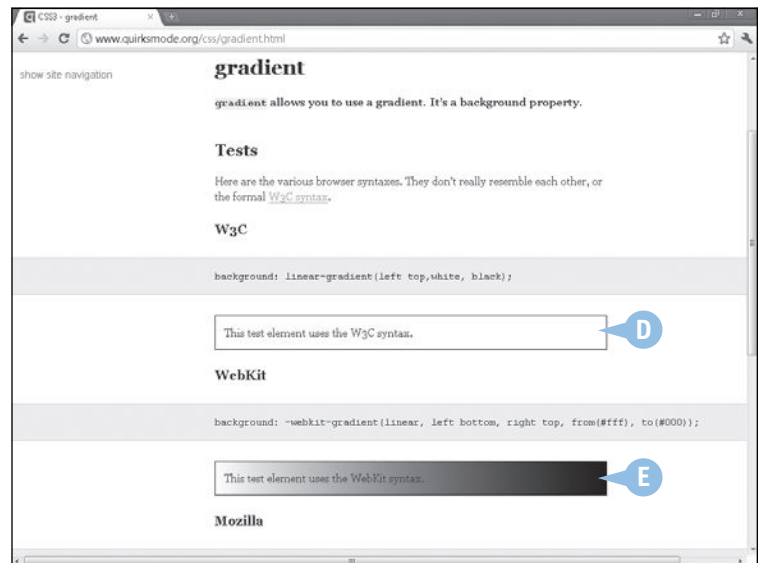 CSS3 - gredient
www.quirksmode.org/css/gradient.html
show site navigation
gradient
gradient allows you to use a gradient. It's a background property.
Tests
Here are the various browser syntaxes. They don't really resemble each other, or
the formal W3C syntax.
W3C
background: linear-gradient(left top,white, black);
This test element uses the W3C syntax.
D
WebKit
background: -webkit-gradient(linear, left bottom, right top, from(#fff), to(#000));
This test element uses the WebKit syntax.
E
Mozilla